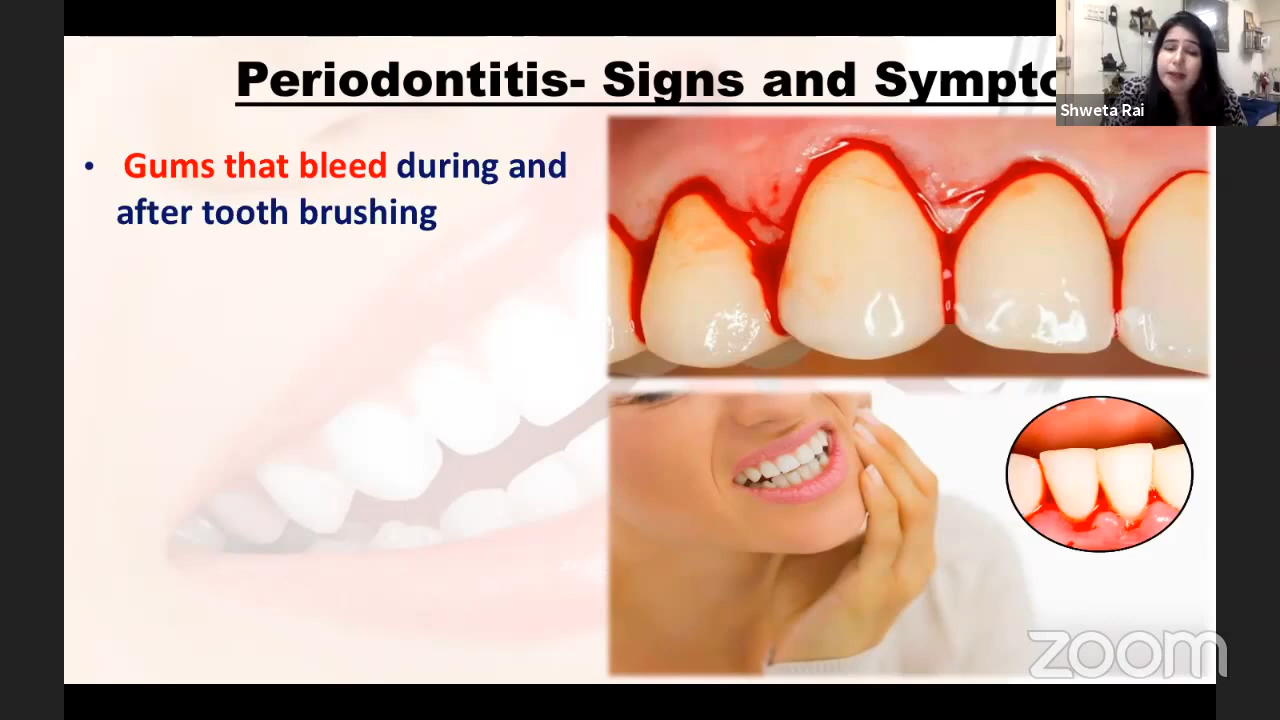 Periodontitis- Signs and Sympto
Shweta Rai
• Gums that bleed during and
after tooth brushing
zoom